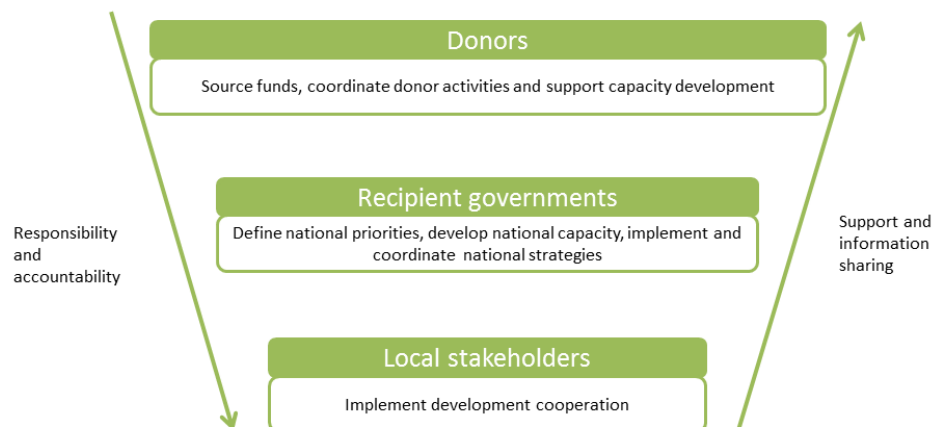 Donors
Source funds, coordinate donor activities and support capacity development
Recipient governments
Define national priorities, develop national capacity, implement and
coordinate national strategies
Responsibility
and
accountability
Support and
information
sharing
Local stakeholders
Implement development cooperation